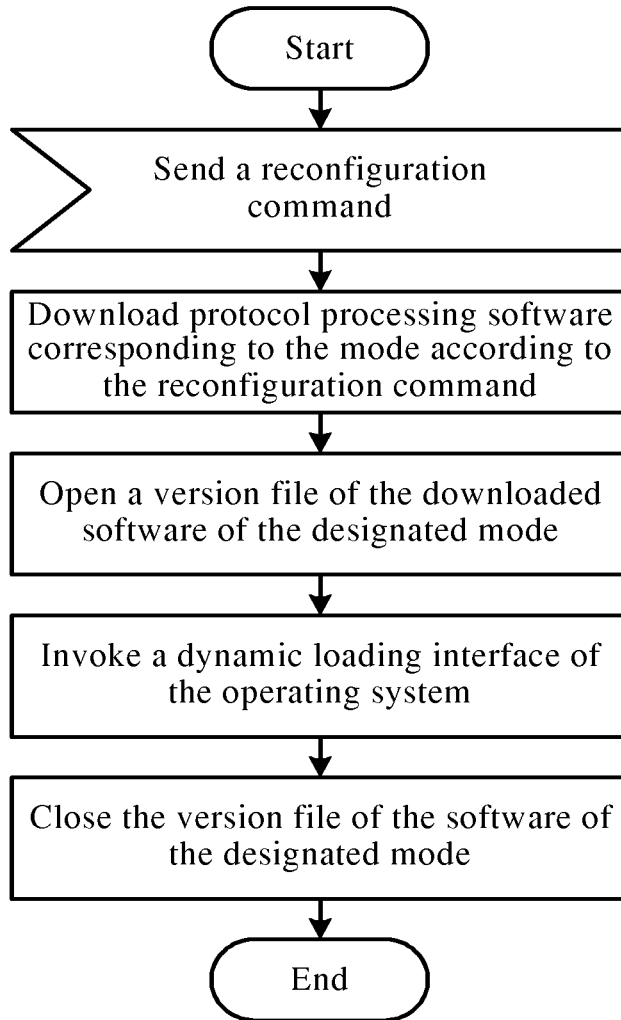 Start
Send a reconfiguration
command
Download protocol processing software
corresponding to the mode according to
the reconfiguration command
Open a version file of the downloaded
software of the designated mode
Invoke a dynamic loading interface of
the operating system
Close the version file of the software of
the designated mode
End